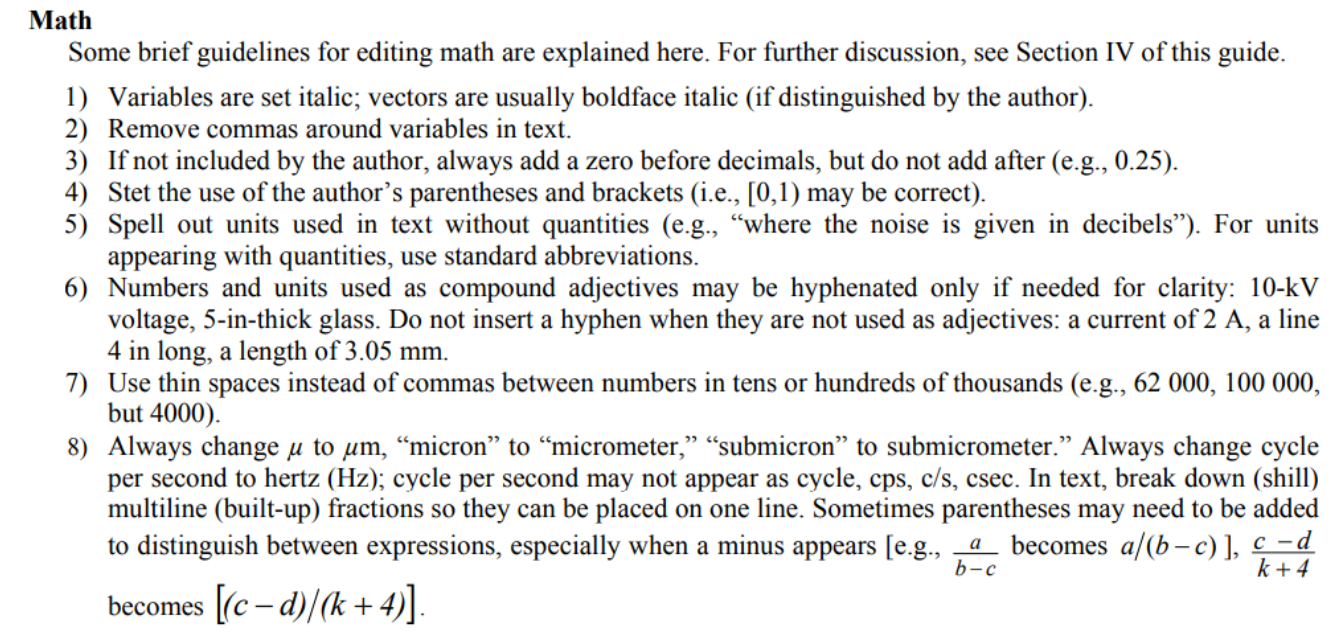 Math
Some brief guidelines for editing math are explained here. For further discussion, see Section IV of this guide.
1) Variables are set italic; vectors are usually boldface italic (if distinguished by the author).
2) Remove commas around variables in text.
3) If not included by the author, always add a zero before decimals, but do not add after (e.g., 0.25).
4) Stet the use of the author’s parentheses and brackets (i.e., [0,1) may be correct).
5) Spell out units used in text without quantities (e.g., “where the noise is given in decibels”). For units
appearing with quantities, use standard abbreviations.
6) Numbers and units used as compound adjectives may be hyphenated only if needed for clarity: 10-kV
voltage, 5-in-thick glass. Do not insert a hyphen when they are not used as adjectives: a current of 2 A, a line
4 in long, a length of 3.05 mm.
7) Use thin spaces instead of commas between numbers in tens or hundreds of thousands (e.g., 62 000, 100 000,
but 4000).
8) Always change μ to μm, “micron” to “micrometer,” “submicron” to submicrometer.” Always change cycle
per second to hertz (Hz); cycle per second may not appear as cycle, cps, c/s, csec. In text, break down (shill)
multiline (built-up) fractions so they can be placed on one line. Sometimes parentheses may need to be added
to distinguish between expressions, especially when a minus appears [e.g., \frac{a}{b−c} becomes a/(b − c) ], \frac{c − d}{k + 4}
becomes [(c − d)/(k + 4)].